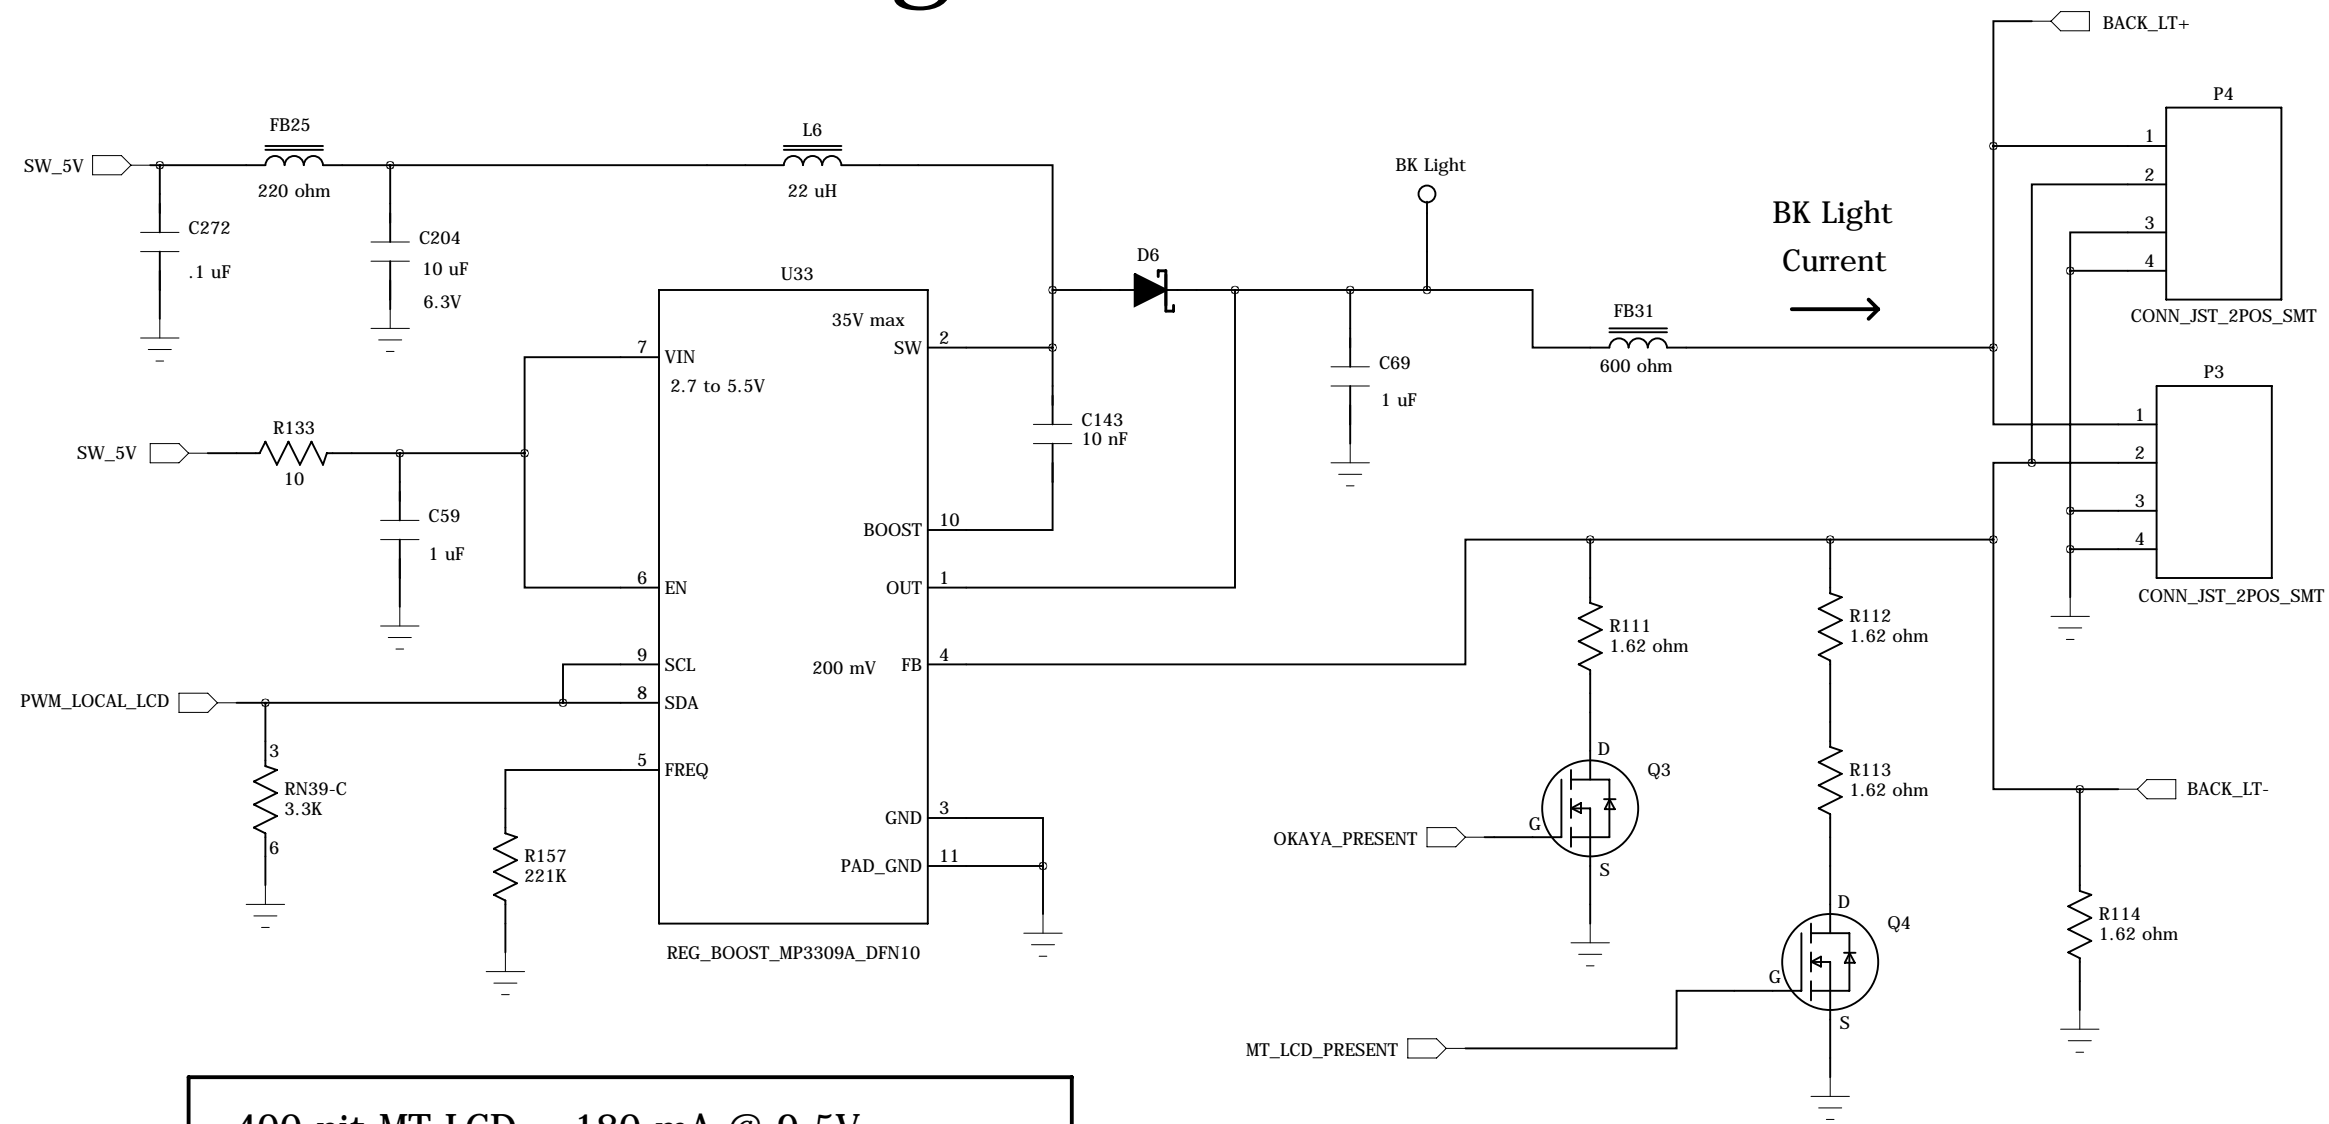 BACK_LT+
P4
1
2
3
4
CONN_JST_2POS_SMT
FB25
SW_5V
220 ohm
L6
22 uH
C272
.1 uF
C204
10 uF
6.3V
BK Light
BK Light
Current
D6
U33
35V max
SW
2
7
VIN
2.7 to 5.5V
FB31
600 ohm
C69
1 uF
P3
1
2
3
4
CONN_JST_2POS_SMT
R133
SW_5V
10
C143
10 nF
C59
1 uF
BOOST
10
6
EN
OUT
1
9
SCL
200 mV
FB
4
8
SDA
PWM_LOCAL_LCD
R111
1.62 ohm
R112
1.62 ohm
3
RN39-C
3.3K
6
5
FREQ
R157
221K
GND
3
PAD_GND
11
REG_BOOST_MP3309A_DFN10
D
Q3
G
S
OKAYA_PRESENT
R113
1.62 ohm
BACK_LT-
D
Q4
G
S
R114
1.62 ohm
MT_LCD_PRESENT